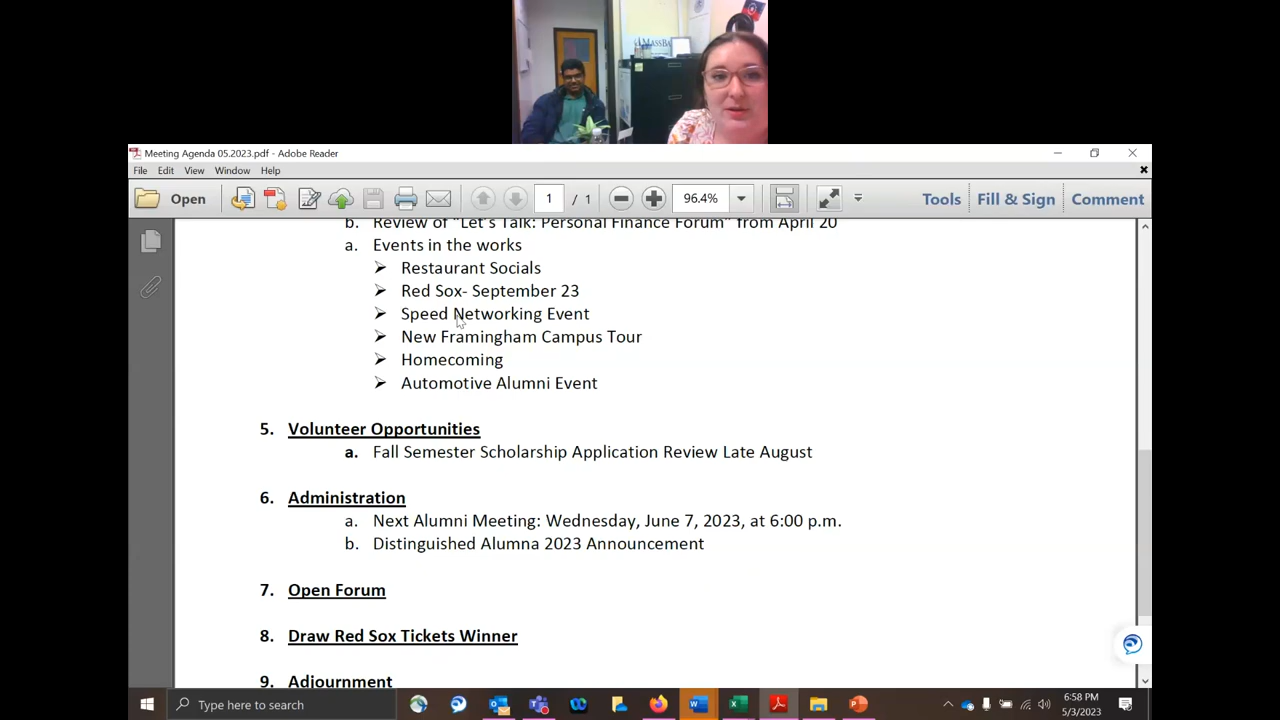 MASSBA
Meeting Agenda 05.2023.pdf - Adobe Reader
File Edit View Window Help
Open 1 / 1 96.4% Tools Fill & Sign Comment
b. Review of "Let's Talk: Personal Finance Forum" from April 20
a. Events in the works
➢ Restaurant Socials
➢ Red Sox- September 23
➢ Speed Networking Event
➢ New Framingham Campus Tour
➢ Homecoming
➢ Automotive Alumni Event
5. Volunteer Opportunities
a. Fall Semester Scholarship Application Review Late August
6. Administration
a. Next Alumni Meeting: Wednesday, June 7, 2023, at 6:00 p.m.
b. Distinguished Alumna 2023 Announcement
7. Open Forum
8. Draw Red Sox Tickets Winner
9. Adjournment
Type here to search
6:58 PM
5/3/2023